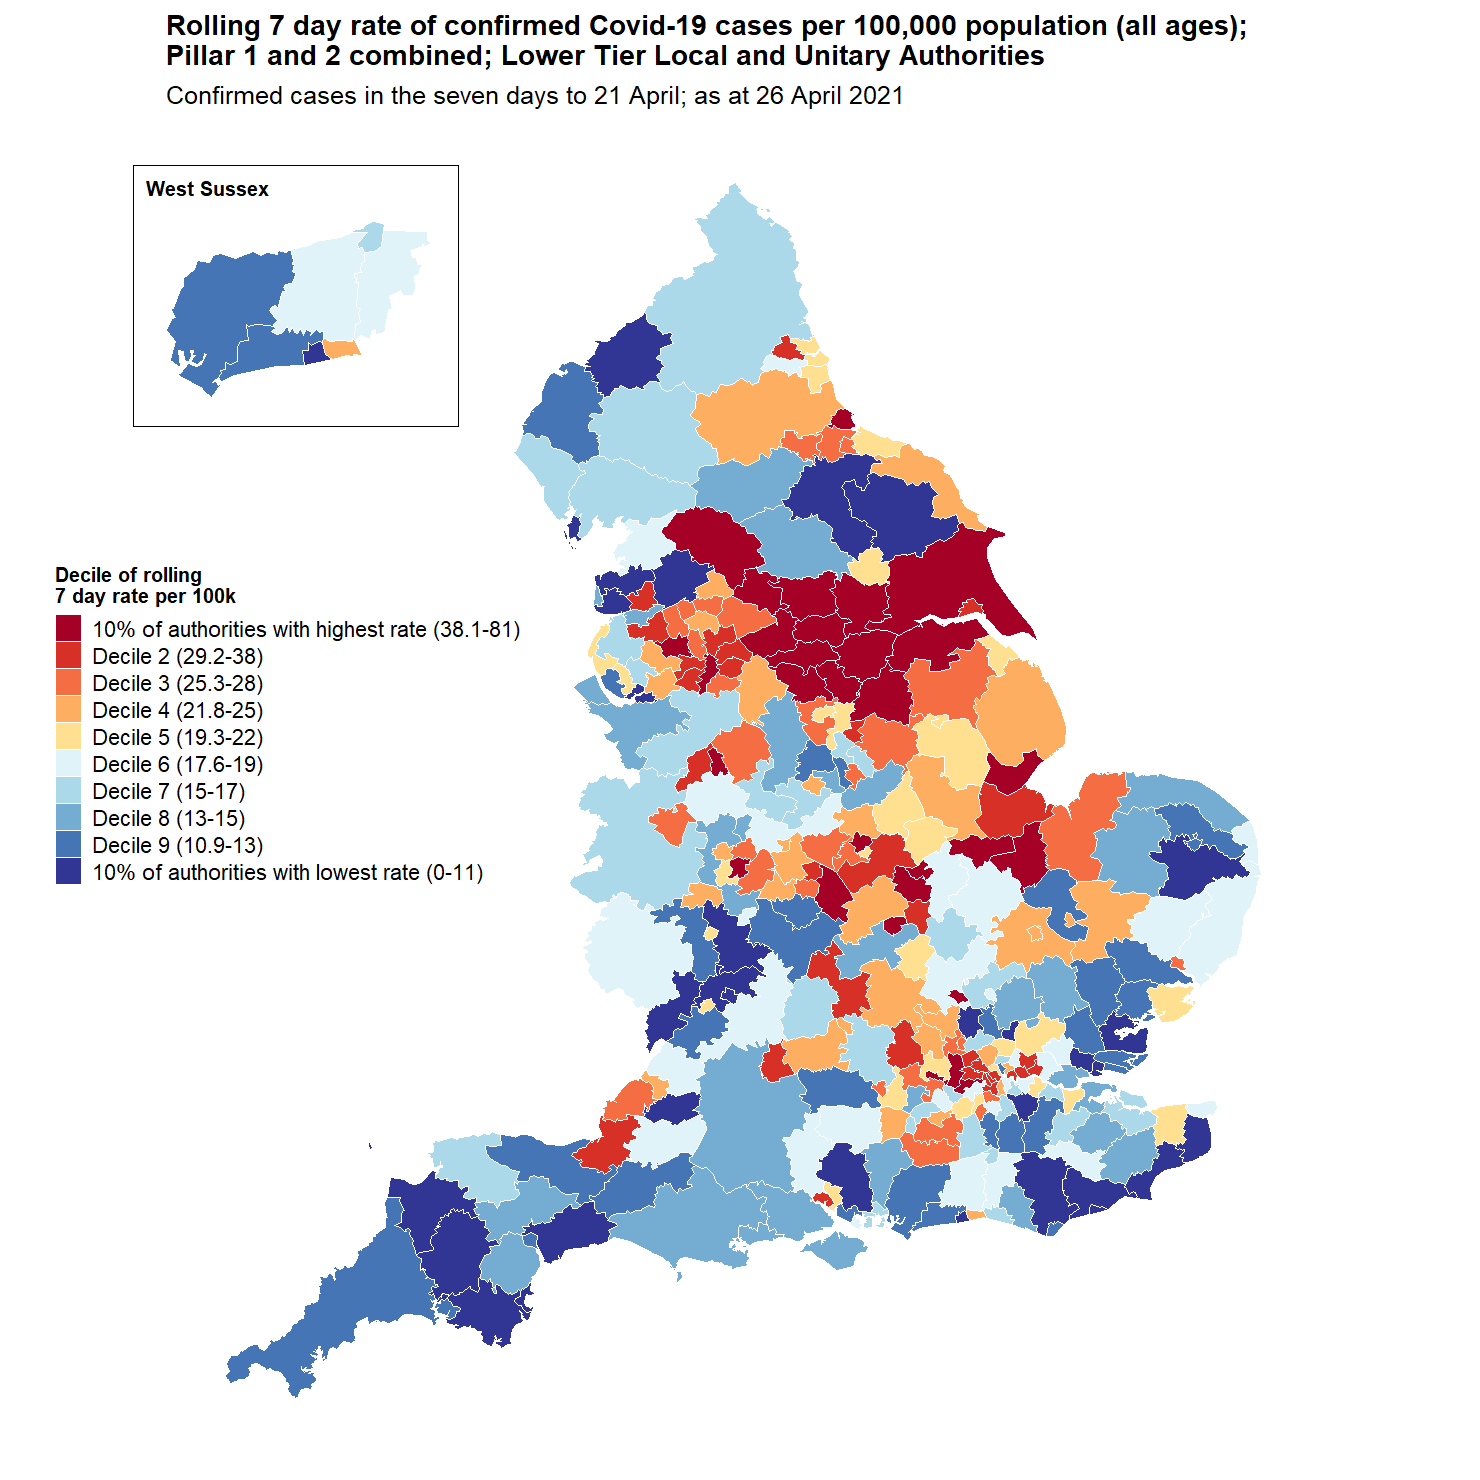 Rolling 7 day rate of confirmed Covid-19 cases per 100,000 population (all ages);
Pillar 1 and 2 combined; Lower Tier Local and Unitary Authorities
Confirmed cases in the seven days to 21 April; as at 26 April 2021
West Sussex
Decile of rolling
7 day rate per 100k
10% of authorities with highest rate (38.1-81)
Decile 2 (29.2-38)
Decile 3 (25.3-28)
Decile 4 (21.8-25)
Decile 5 (19.3-22)
Decile 6 (17.6-19)
Decile 7 (15-17)
Decile 8 (13-15)
Decile 9 (10.9-13)
10% of authorities with lowest rate (0-11)